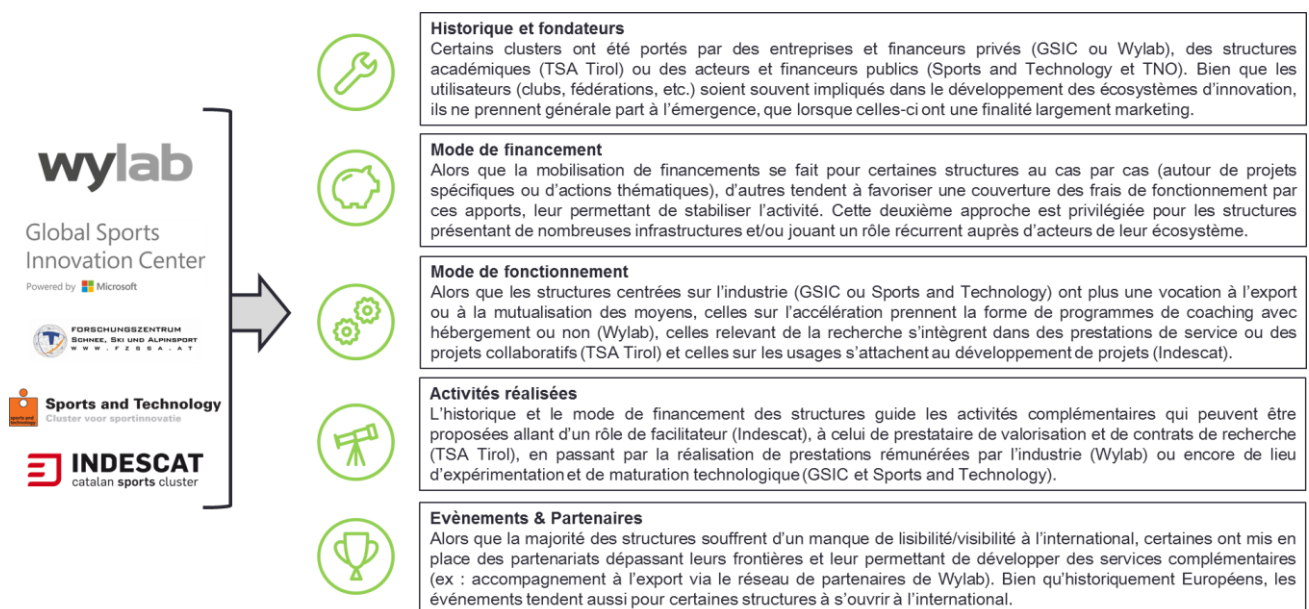 wylab
Global Sports
Innovation Center
Powered by Microsoft
FORSCHUNGSZENTRUM
SCHNEE, SKI UND ALPINSPORT
WWW.FZSSA.AT
sports and
technology
Sports and Technology
Cluster voor sportinnovatie
INDESCAT
catalan sports cluster
Historique et fondateurs
Certains clusters ont été portés par des entreprises et financeurs privés (GSIC ou Wylab), des structures
académiques (TSA Tirol) ou des acteurs et financeurs publics (Sports and Technology et TNO). Bien que les
utilisateurs (clubs, fédérations, etc.) soient souvent impliqués dans le développement des écosystèmes d'innovation,
ils ne prennent générale part à l'émergence, que lorsque celles-ci ont une finalité largement marketing.
Mode de financement
Alors que la mobilisation de financements se fait pour certaines structures au cas par cas (autour de projets
spécifiques ou d'actions thématiques), d'autres tendent à favoriser une couverture des frais de fonctionnement par
ces apports, leur permettant de stabiliser l'activité. Cette deuxième approche est privilégiée pour les structures
présentant de nombreuses infrastructures et/ou jouant un rôle récurrent auprès d'acteurs de leur écosystème.
Mode de fonctionnement
Alors que les structures centrées sur l'industrie (GSIC ou Sports and Technology) ont plus une vocation à l'export
ou à la mutualisation des moyens, celles sur l'accélération prennent la forme de programmes de coaching avec
hébergement ou non (Wylab), celles relevant de la recherche s'intègrent dans des prestations de service ou des
projets collaboratifs (TSA Tirol) et celles sur les usages s'attachent au développement de projets (Indescat).
Activités réalisées
L'historique et le mode de financement des structures guide les activités complémentaires qui peuvent être
proposées allant d'un rôle de facilitateur (Indescat), à celui de prestataire de valorisation et de contrats de recherche
(TSA Tirol), en passant par la réalisation de prestations rémunérées par l'industrie (Wylab) ou encore de lieu
d'expérimentation et de maturation technologique (GSIC et Sports and Technology).
Evènements & Partenaires
Alors que la majorité des structures souffrent d'un manque de lisibilité/visibilité à l'international, certaines ont mis en
place des partenariats dépassant leurs frontières et leur permettant de développer des services complémentaires
(ex : accompagnement à l'export via le réseau de partenaires de Wylab). Bien qu'historiquement Européens, les
événements tendent aussi pour certaines structures à s'ouvrir à l'international.